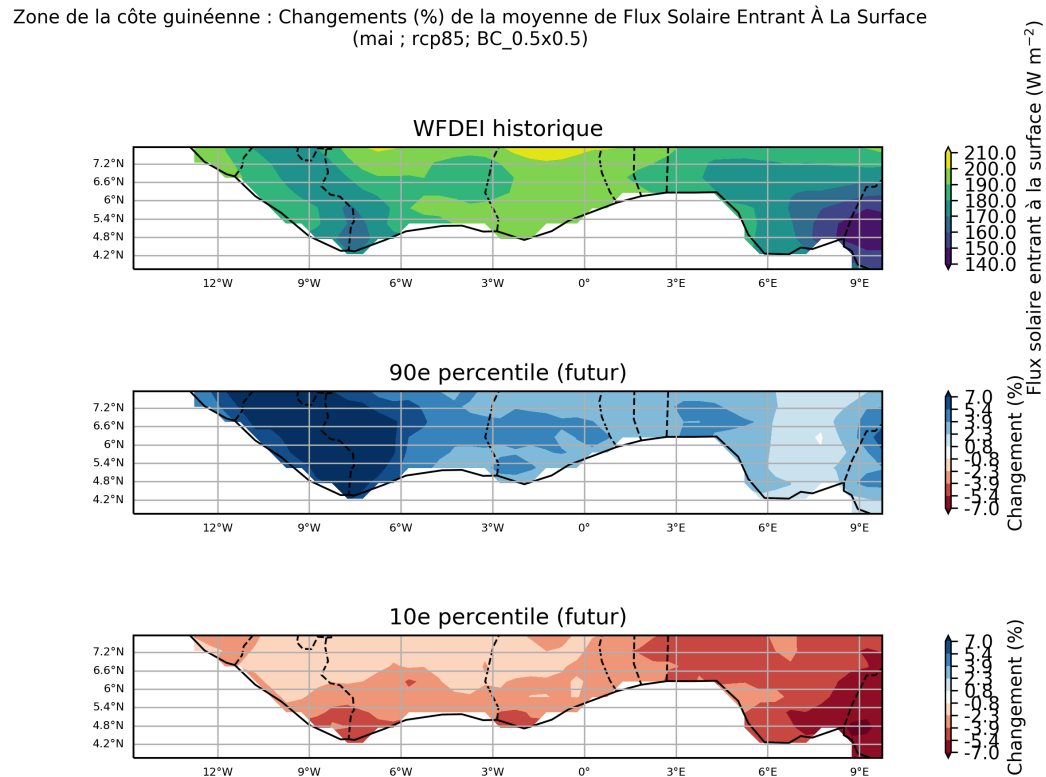 Zone de la côte guinéenne : Changements (%) de la moyenne de Flux Solaire Entrant À La Surface
(mai ; rcp85; BC_0.5x0.5)
WFDEI historique
7.2°N
6.6°N
6°N
5.4°N
4.8°N
4.2°N
12°W 9°W 6°W 3°W 0° 3°E 6°E 9°E
210.0
200.0
190.0
180.0
170.0
160.0
150.0
140.0
Flux solaire entrant à la surface (W m⁻²)
90e percentile (futur)
7.2°N
6.6°N
6°N
5.4°N
4.8°N
4.2°N
12°W 9°W 6°W 3°W 0° 3°E 6°E 9°E
7.0
5.4
3.9
2.3
0.8
-0.8
-2.3
-3.9
-5.4
-7.0
Changement (%)
10e percentile (futur)
7.2°N
6.6°N
6°N
5.4°N
4.8°N
4.2°N
12°W 9°W 6°W 3°W 0° 3°E 6°E 9°E
7.0
5.4
3.9
2.3
0.8
-0.8
-2.3
-3.9
-5.4
-7.0
Changement (%)